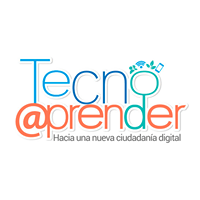 Tecno
@prender
Hacia una nueva ciudadanía digital